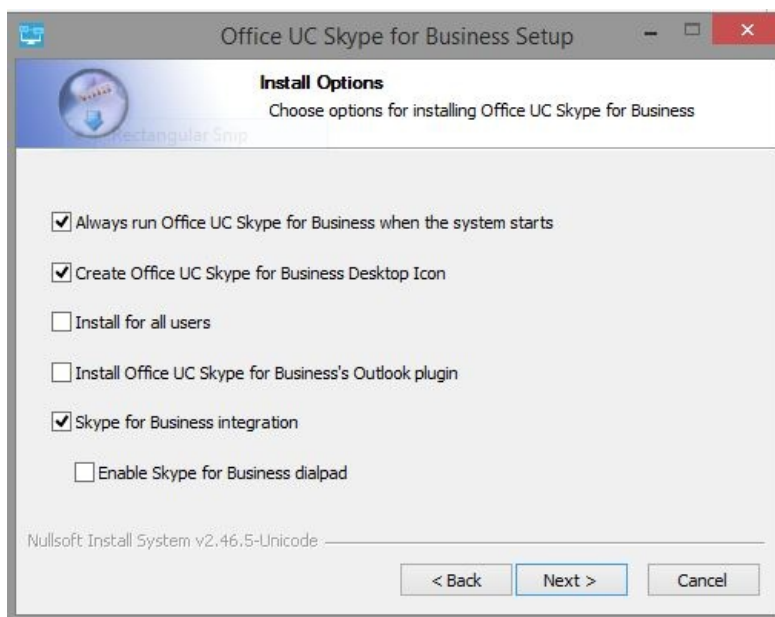 Office UC Skype for Business Setup
Install Options
Choose options for installing Office UC Skype for Business
Rectangular Snip
Always run Office UC Skype for Business when the system starts
Create Office UC Skype for Business Desktop Icon
Install for all users
Install Office UC Skype for Business's Outlook plugin
Skype for Business integration
Enable Skype for Business dialpad
Nullsoft Install System v2.46.5-Unicode
< Back Next > Cancel